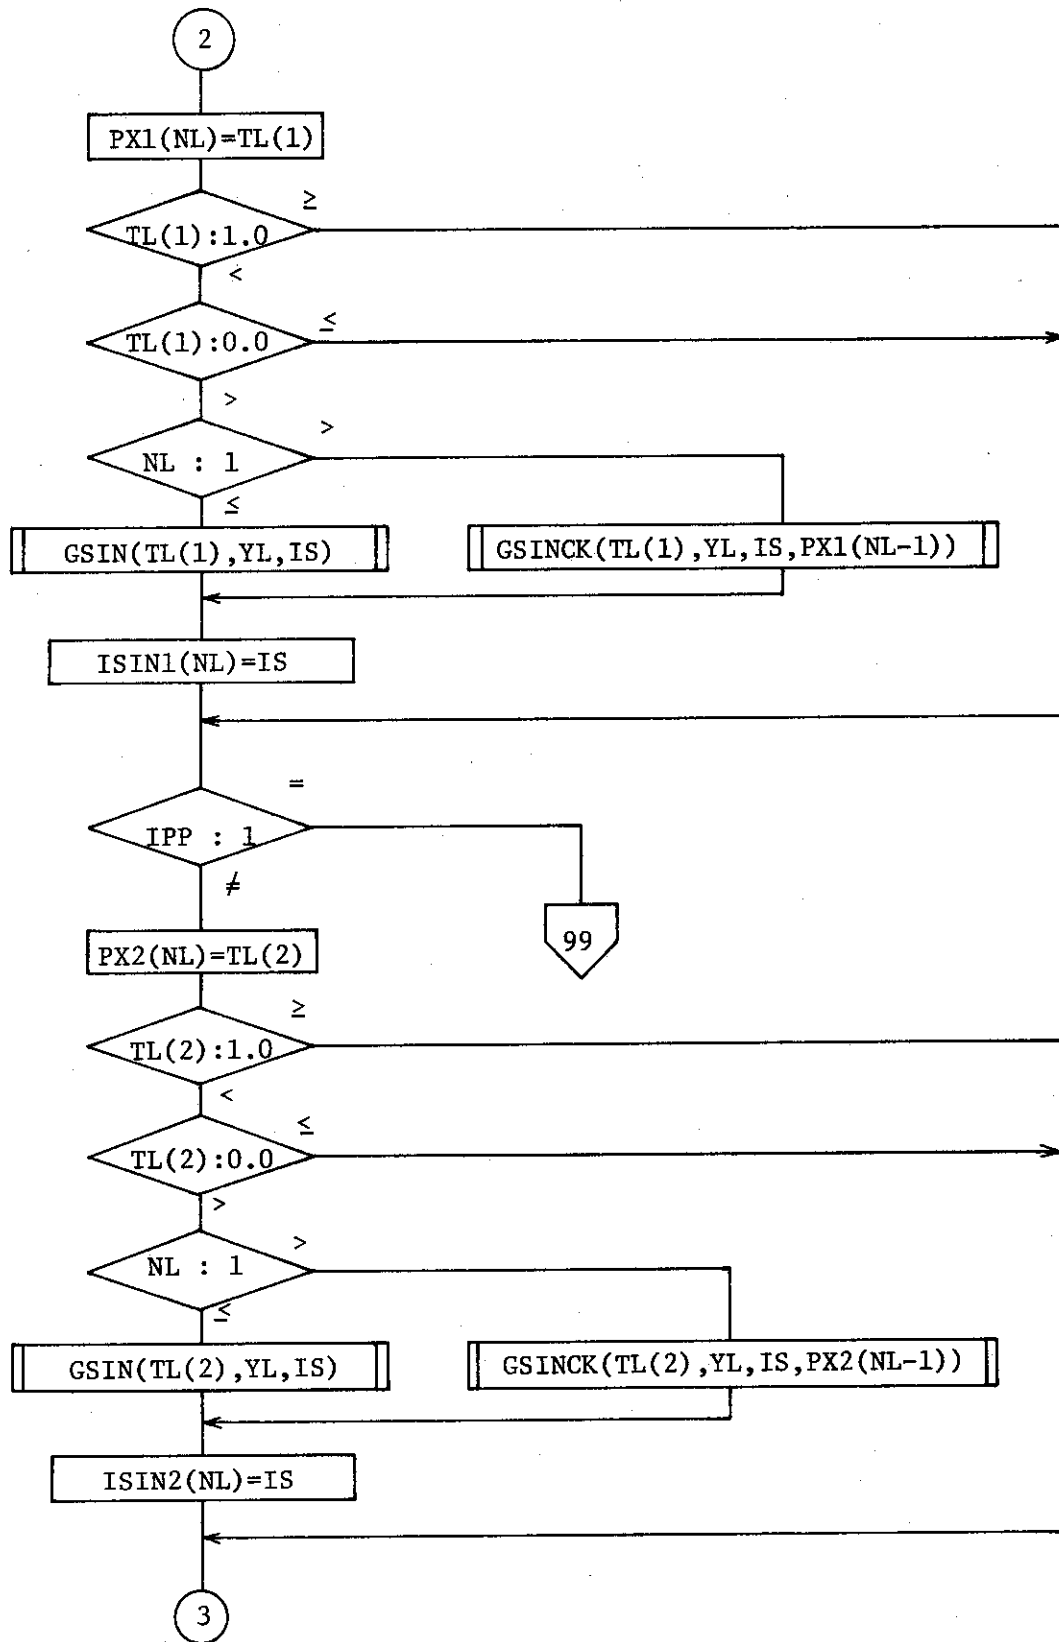 2
PX1(NL)=TL(1)
≥
TL(1):1.0
<
≤
TL(1):0.0
>
>
NL : 1
≤
GSIN(TL(1),YL,IS)
GSINCK(TL(1),YL,IS,PX1(NL-1))
ISIN1(NL)=IS
=
IPP : 1
≠
99
PX2(NL)=TL(2)
≥
TL(2):1.0
<
≤
TL(2):0.0
>
>
NL : 1
≤
GSIN(TL(2),YL,IS)
GSINCK(TL(2),YL,IS,PX2(NL-1))
ISIN2(NL)=IS
3